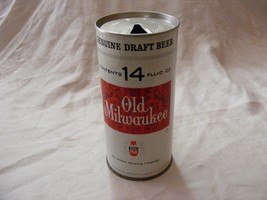 GENUINE DRAFT BEER
CONTENTS 14 FLUID OZ.
Old
Milwaukee